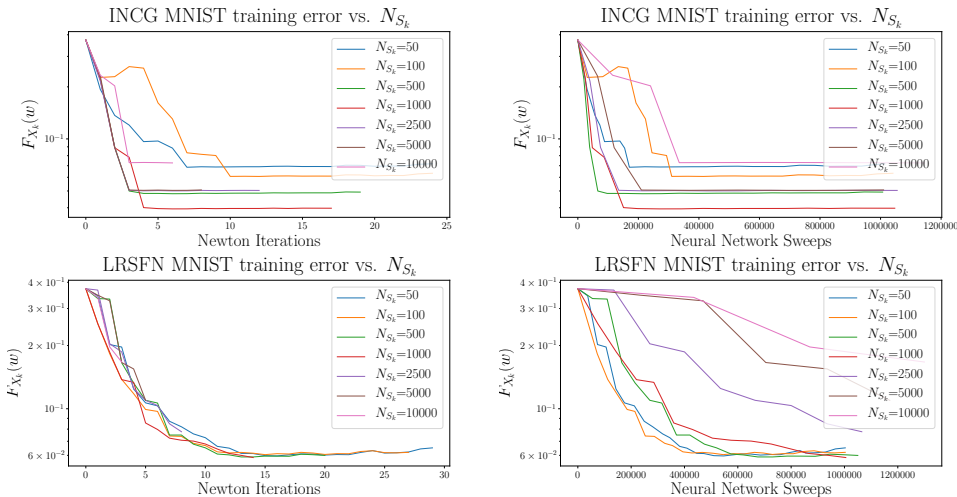 INCG MNIST training error vs. $N_{S_k}$
$F_{X_k}(w)$
$10^{-1}$
$N_{S_k}$=50
$N_{S_k}$=100
$N_{S_k}$=500
$N_{S_k}$=1000
$N_{S_k}$=2500
$N_{S_k}$=5000
$N_{S_k}$=10000
0 5 10 15 20 25
Newton Iterations
INCG MNIST training error vs. $N_{S_k}$
$F_{X_k}(w)$
$10^{-1}$
$N_{S_k}$=50
$N_{S_k}$=100
$N_{S_k}$=500
$N_{S_k}$=1000
$N_{S_k}$=2500
$N_{S_k}$=5000
$N_{S_k}$=10000
0 200000 400000 600000 800000 1000000 1200000
Neural Network Sweeps
LRSFN MNIST training error vs. $N_{S_k}$
$F_{X_k}(w)$
$4 \times 10^{-1}$
$3 \times 10^{-1}$
$2 \times 10^{-1}$
$10^{-1}$
$6 \times 10^{-2}$
$N_{S_k}$=50
$N_{S_k}$=100
$N_{S_k}$=500
$N_{S_k}$=1000
$N_{S_k}$=2500
$N_{S_k}$=5000
$N_{S_k}$=10000
0 5 10 15 20 25 30
Newton Iterations
LRSFN MNIST training error vs. $N_{S_k}$
$F_{X_k}(w)$
$4 \times 10^{-1}$
$3 \times 10^{-1}$
$2 \times 10^{-1}$
$10^{-1}$
$6 \times 10^{-2}$
$N_{S_k}$=50
$N_{S_k}$=100
$N_{S_k}$=500
$N_{S_k}$=1000
$N_{S_k}$=2500
$N_{S_k}$=5000
$N_{S_k}$=10000
0 200000 400000 600000 800000 1000000 1200000
Neural Network Sweeps